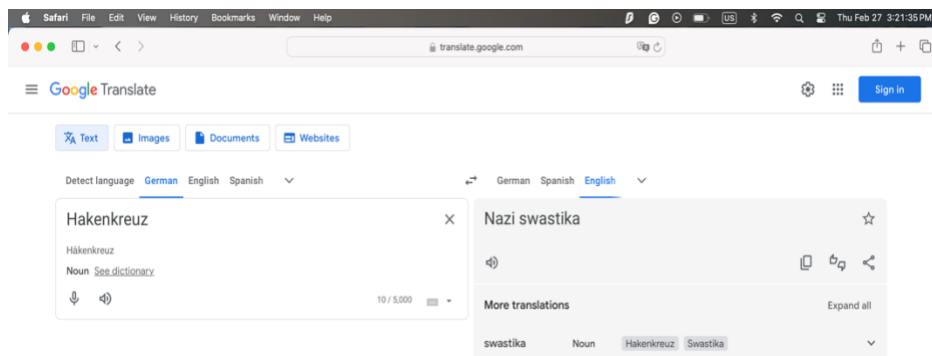 Safari File Edit View History Bookmarks Window Help US Thu Feb 27 3:21:35 PM
translate.google.com
Google Translate Sign in
Text Images Documents Websites
Detect language German English Spanish German Spanish English
Hakenkreuz Nazi swastika
Håkenkreuz
Noun See dictionary
10 / 5,000
More translations Expand all
swastika Noun Hakenkreuz Swastika